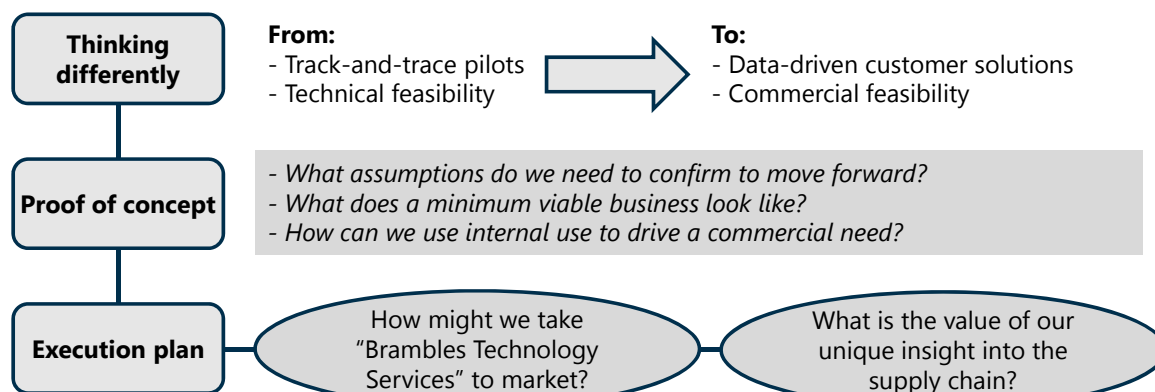 Thinking
differently
From:
- Track-and-trace pilots
- Technical feasibility
To:
- Data-driven customer solutions
- Commercial feasibility
Proof of concept
- What assumptions do we need to confirm to move forward?
- What does a minimum viable business look like?
- How can we use internal use to drive a commercial need?
Execution plan
How might we take
“Brambles Technology
Services” to market?
What is the value of our
unique insight into the
supply chain?